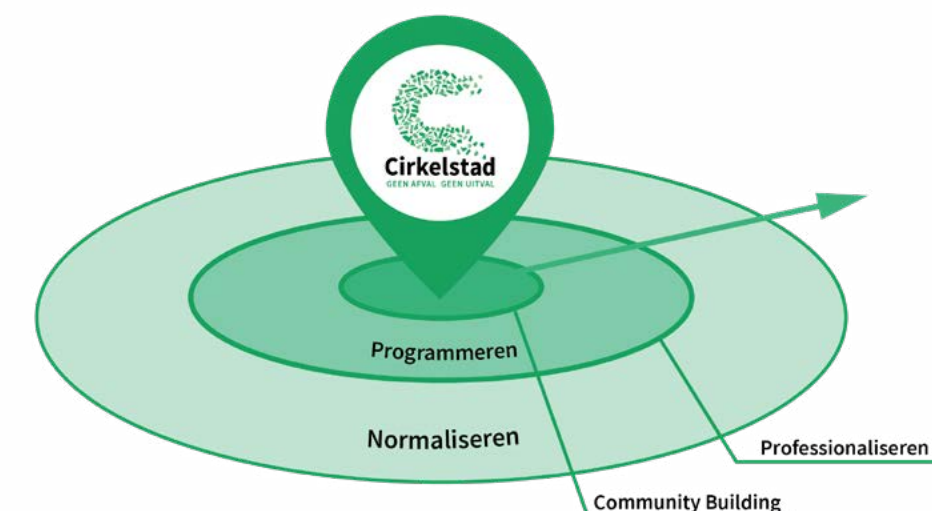 Cirkelstad
GEEN AFVAL GEEN UITVAL
Programmeren
Normaliseren
Professionaliseren
Community Building